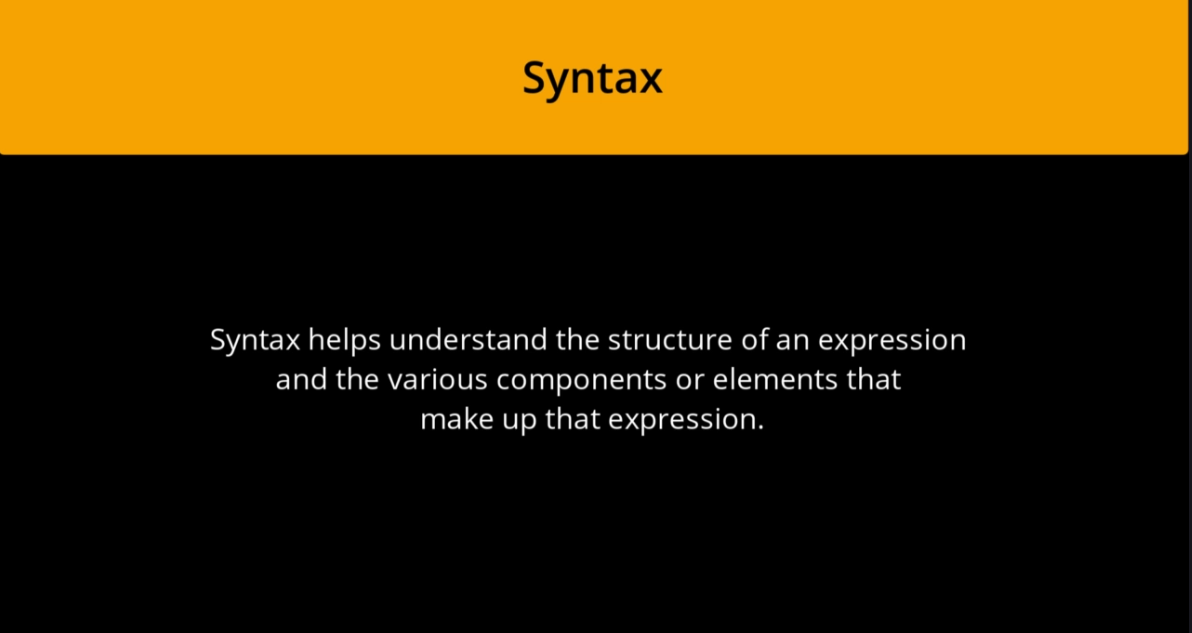 Syntax
Syntax helps understand the structure of an expression
and the various components or elements that
make up that expression.